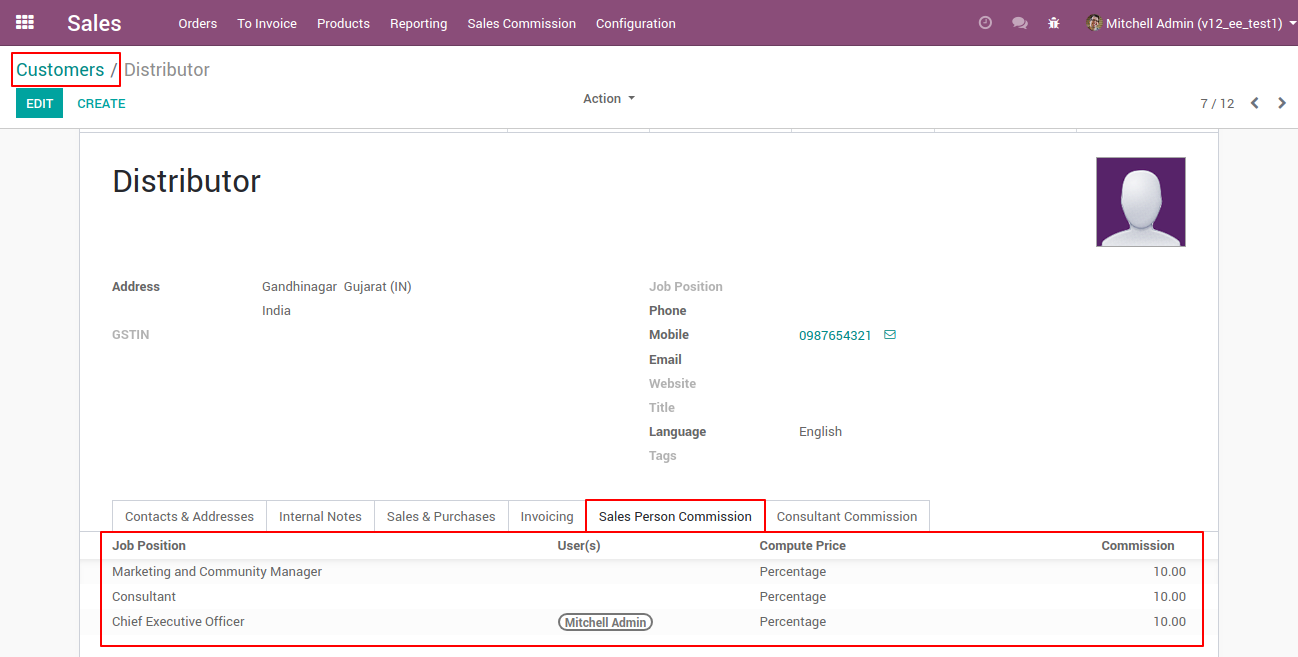 Sales Orders To Invoice Products Reporting Sales Commission Configuration Mitchell Admin (v12_ee_test1)
Customers / Distributor
EDIT CREATE Action 7 / 12
Distributor
Address Gandhinagar Gujarat (IN) Job Position
India Phone
GSTIN Mobile 0987654321
Email
Website
Title
Language English
Tags
Contacts & Addresses Internal Notes Sales & Purchases Invoicing Sales Person Commission Consultant Commission
Job Position User(s) Compute Price Commission
Marketing and Community Manager Percentage 10.00
Consultant Percentage 10.00
Chief Executive Officer Mitchell Admin Percentage 10.00